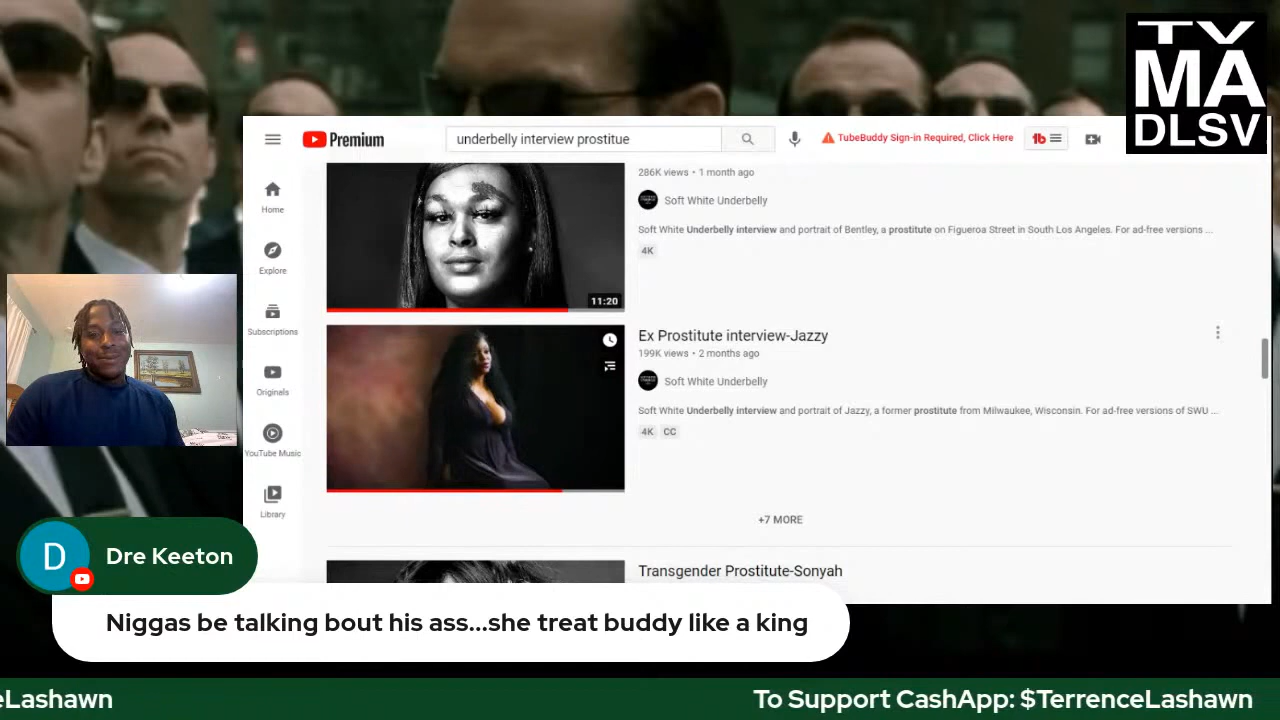 TV
MA
DLSV
Premium
underbelly interview prostitue
TubeBuddy Sign-in Required, Click Here
tb
Home
Explore
Subscriptions
Originals
YouTube Music
Library
286K views • 1 month ago
Soft White Underbelly
Soft White Underbelly interview and portrait of Bentley, a prostitute on Figueroa Street in South Los Angeles. For ad-free versions ...
4K
11:20
Ex Prostitute interview-Jazzy
199K views • 2 months ago
Soft White Underbelly
Soft White Underbelly interview and portrait of Jazzy, a former prostitute from Milwaukee, Wisconsin. For ad-free versions of SWU ...
4K CC
+7 MORE
Transgender Prostitute-Sonyah
D
Dre Keeton
Niggas be talking bout his ass...she treat buddy like a king
eLashawn
To Support CashApp: $TerrenceLashawn